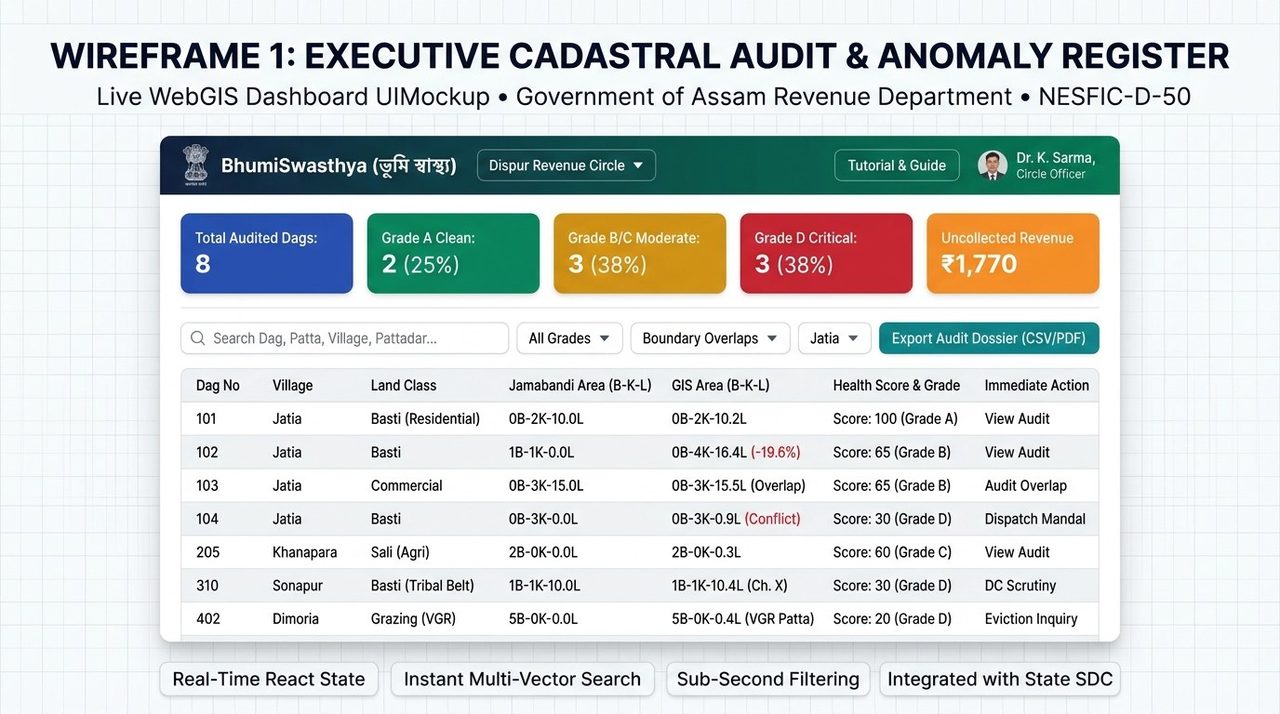 WIREFRAME 1: EXECUTIVE CADASTRAL AUDIT & ANOMALY REGISTER
Live WebGIS Dashboard UIMockup • Government of Assam Revenue Department • NESFIC-D-50
BhumiSwasthya (ভূমি স্বাস্থ্য)
Dispur Revenue Circle
Tutorial & Guide
Dr. K. Sarma,
Circle Officer
Total Audited Dags:
8
Grade A Clean:
2 (25%)
Grade B/C Moderate:
3 (38%)
Grade D Critical:
3 (38%)
Uncollected Revenue
₹1,770
Search Dag, Patta, Village, Pattadar...
All Grades
Boundary Overlaps
Jatia
Export Audit Dossier (CSV/PDF)
Dag No Village Land Class Jamabandi Area (B-K-L) GIS Area (B-K-L) Health Score & Grade Immediate Action
101 Jatia Basti (Residential) 0B-2K-10.0L 0B-2K-10.2L Score: 100 (Grade A) View Audit
102 Jatia Basti 1B-1K-0.0L 0B-4K-16.4L (-19.6%) Score: 65 (Grade B) View Audit
103 Jatia Commercial 0B-3K-15.0L 0B-3K-15.5L (Overlap) Score: 65 (Grade B) Audit Overlap
104 Jatia Basti 0B-3K-0.0L 0B-3K-0.9L (Conflict) Score: 30 (Grade D) Dispatch Mandal
205 Khanapara Sali (Agri) 2B-0K-0.0L 2B-0K-0.3L Score: 60 (Grade C) View Audit
310 Sonapur Basti (Tribal Belt) 1B-1K-10.0L 1B-1K-10.4L (Ch. X) Score: 30 (Grade D) DC Scrutiny
402 Dimoria Grazing (VGR) 5B-0K-0.0L 5B-0K-0.4L (VGR Patta) Score: 20 (Grade D) Eviction Inquiry
Real-Time React State
Instant Multi-Vector Search
Sub-Second Filtering
Integrated with State SDC